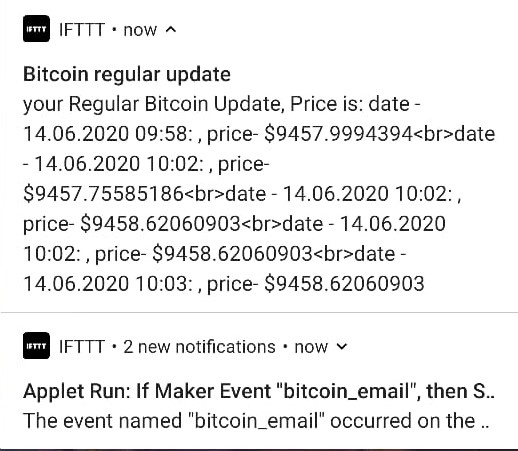 IFTTT IFTTT • now
Bitcoin regular update
your Regular Bitcoin Update, Price is: date -
14.06.2020 09:58: , price- $9457.9994394<br>date
- 14.06.2020 10:02: , price-
$9457.75585186<br>date - 14.06.2020 10:02: ,
price- $9458.62060903<br>date - 14.06.2020
10:02: , price- $9458.62060903<br>date -
14.06.2020 10:03: , price- $9458.62060903
IFTTT IFTTT • 2 new notifications • now
Applet Run: If Maker Event "bitcoin_email", then S..
The event named "bitcoin_email" occurred on the ..